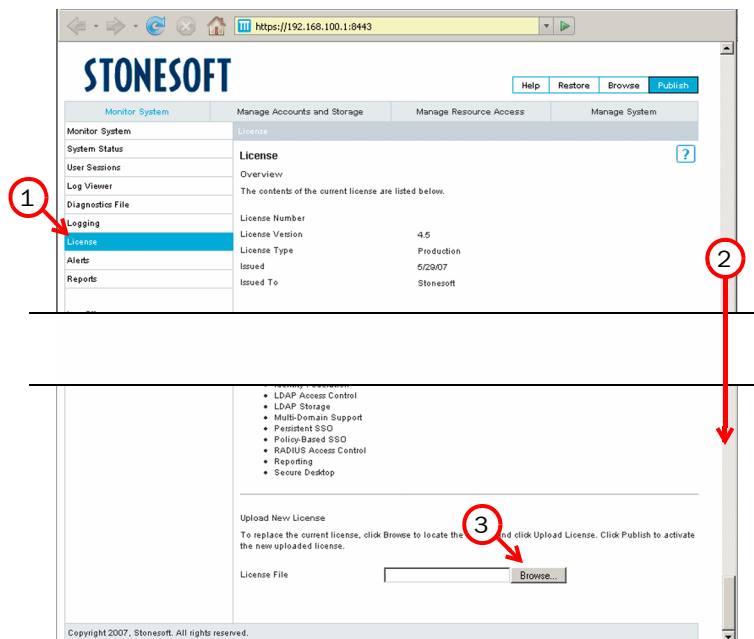 https://192.168.100.1:8443
STONESOFT
Help Restore Browse Publish
Monitor System Manage Accounts and Storage Manage Resource Access Manage System
Monitor System
License
System Status
License
?
User Sessions
Overview
Log Viewer
The contents of the current license are listed below.
1
Diagnostics File
Logging
License Number
License
License Version 4.5
License Type Production
Alerts
2
Issued 5/29/07
Reports
Issued To Stonesoft
Identity Federation
LDAP Access Control
LDAP Storage
Multi-Domain Support
Persistent SSO
Policy-Based SSO
RADIUS Access Control
Reporting
Secure Desktop
Upload New License
3
To replace the current license, click Browse to locate the nd click Upload License. Click Publish to activate
the new uploaded license.
License File Browse...
Copyright 2007, Stonesoft. All rights reserved.